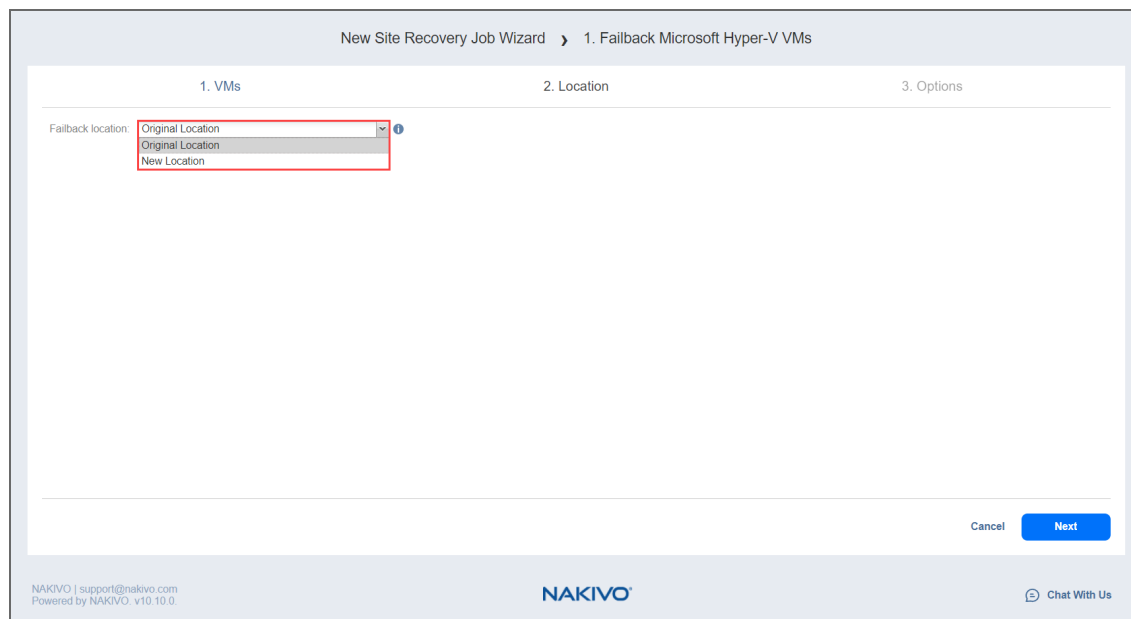 New Site Recovery Job Wizard ❯ 1. Failback Microsoft Hyper-V VMs
1. VMs 2. Location 3. Options
Failback location: Original Location
Original Location
New Location
Cancel Next
NAKIVO | support@nakivo.com
Powered by NAKIVO. v10.10.0.
NAKIVO®
Chat With Us